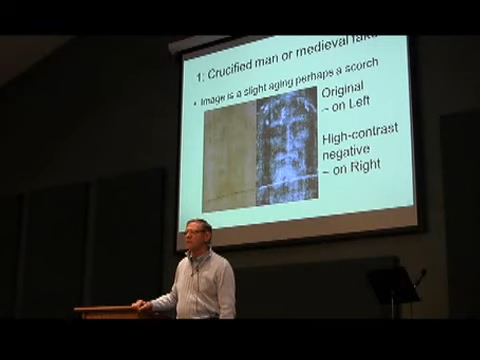 1: Crucified man or medieval fake
• Image is a slight aging perhaps a scorch
Original
~ on Left
High-contrast
negative
~ on Right